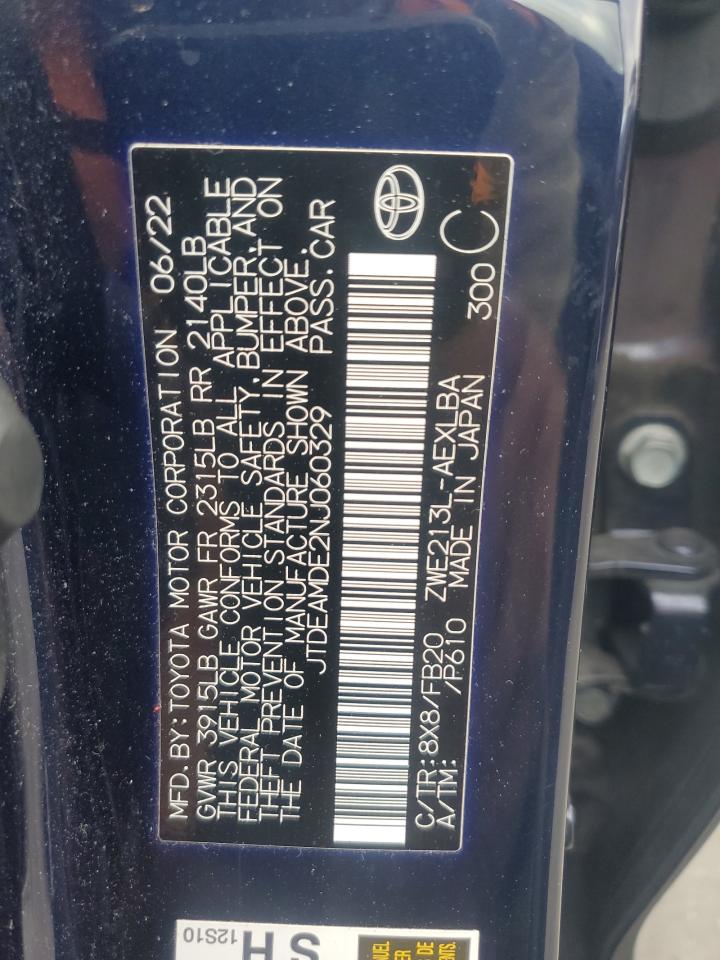 MFD.BY:TOYOTA MOTOR CORPORATION 06/22
GVWR 3915LB GAWR FR 2315LB RR 2140LB
THIS VEHICLE CONFORMS TO ALL APPLICABLE
FEDERAL MOTOR VEHICLE SAFETY,BUMPER,AND
THEFT PREVENTION STANDARDS IN EFFECT ON
THE DATE OF MANUFACTURE SHOWN ABOVE.
JTDEAMDE2NJ060329 PASS.CAR
C/TR:8X8/FB20 ZWE213L-AEXLBA
A/TM: /P610 MADE IN JAPAN 300 C
12S10
SH
DE